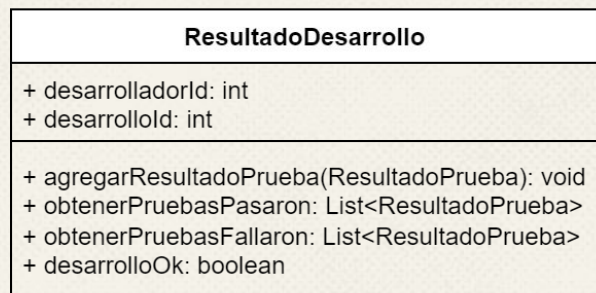 ResultadoDesarrollo
+ desarrolladorId: int
+ desarrolloId: int
+ agregarResultadoPrueba(ResultadoPrueba): void
+ obtenerPruebasPasaron: List<ResultadoPrueba>
+ obtenerPruebasFallaron: List<ResultadoPrueba>
+ desarrolloOk: boolean